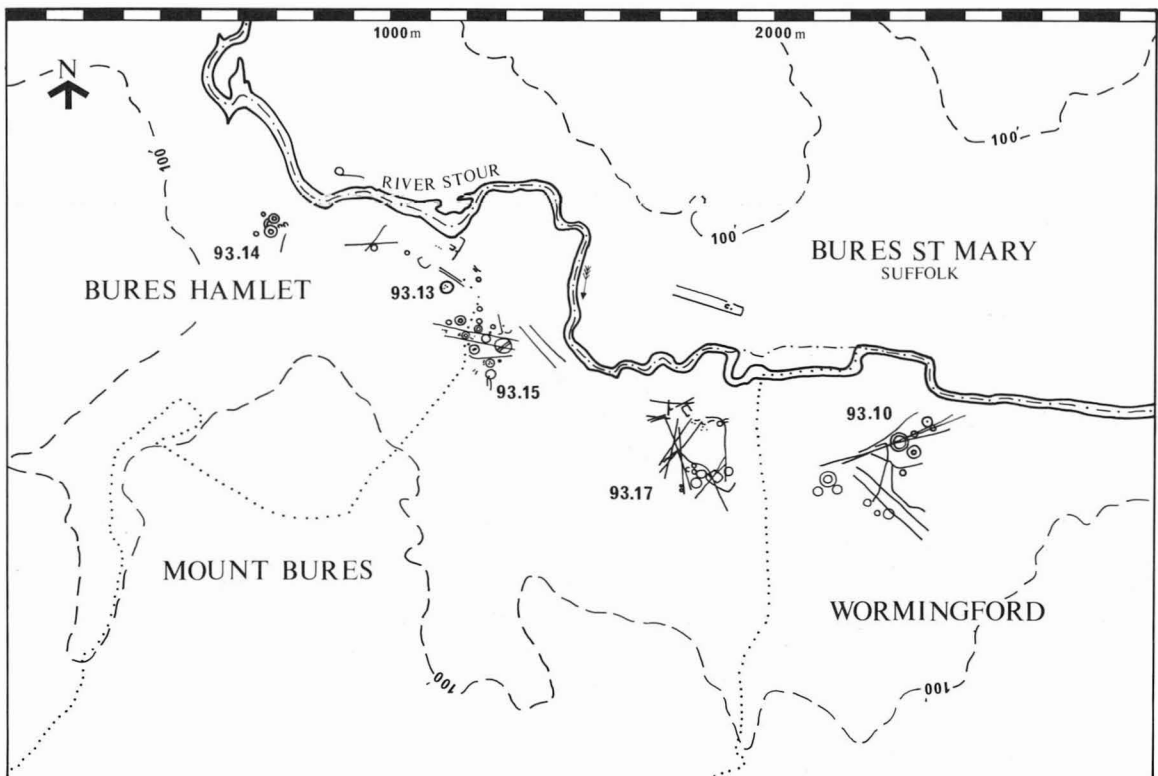 1000m
2000m
N
100'
RIVER STOUR
100'
100'
93.14
BURES HAMLET
93.13
BURES ST MARY
SUFFOLK
93.15
93.10
93.17
MOUNT BURES
WORMINGFORD
100'
100'